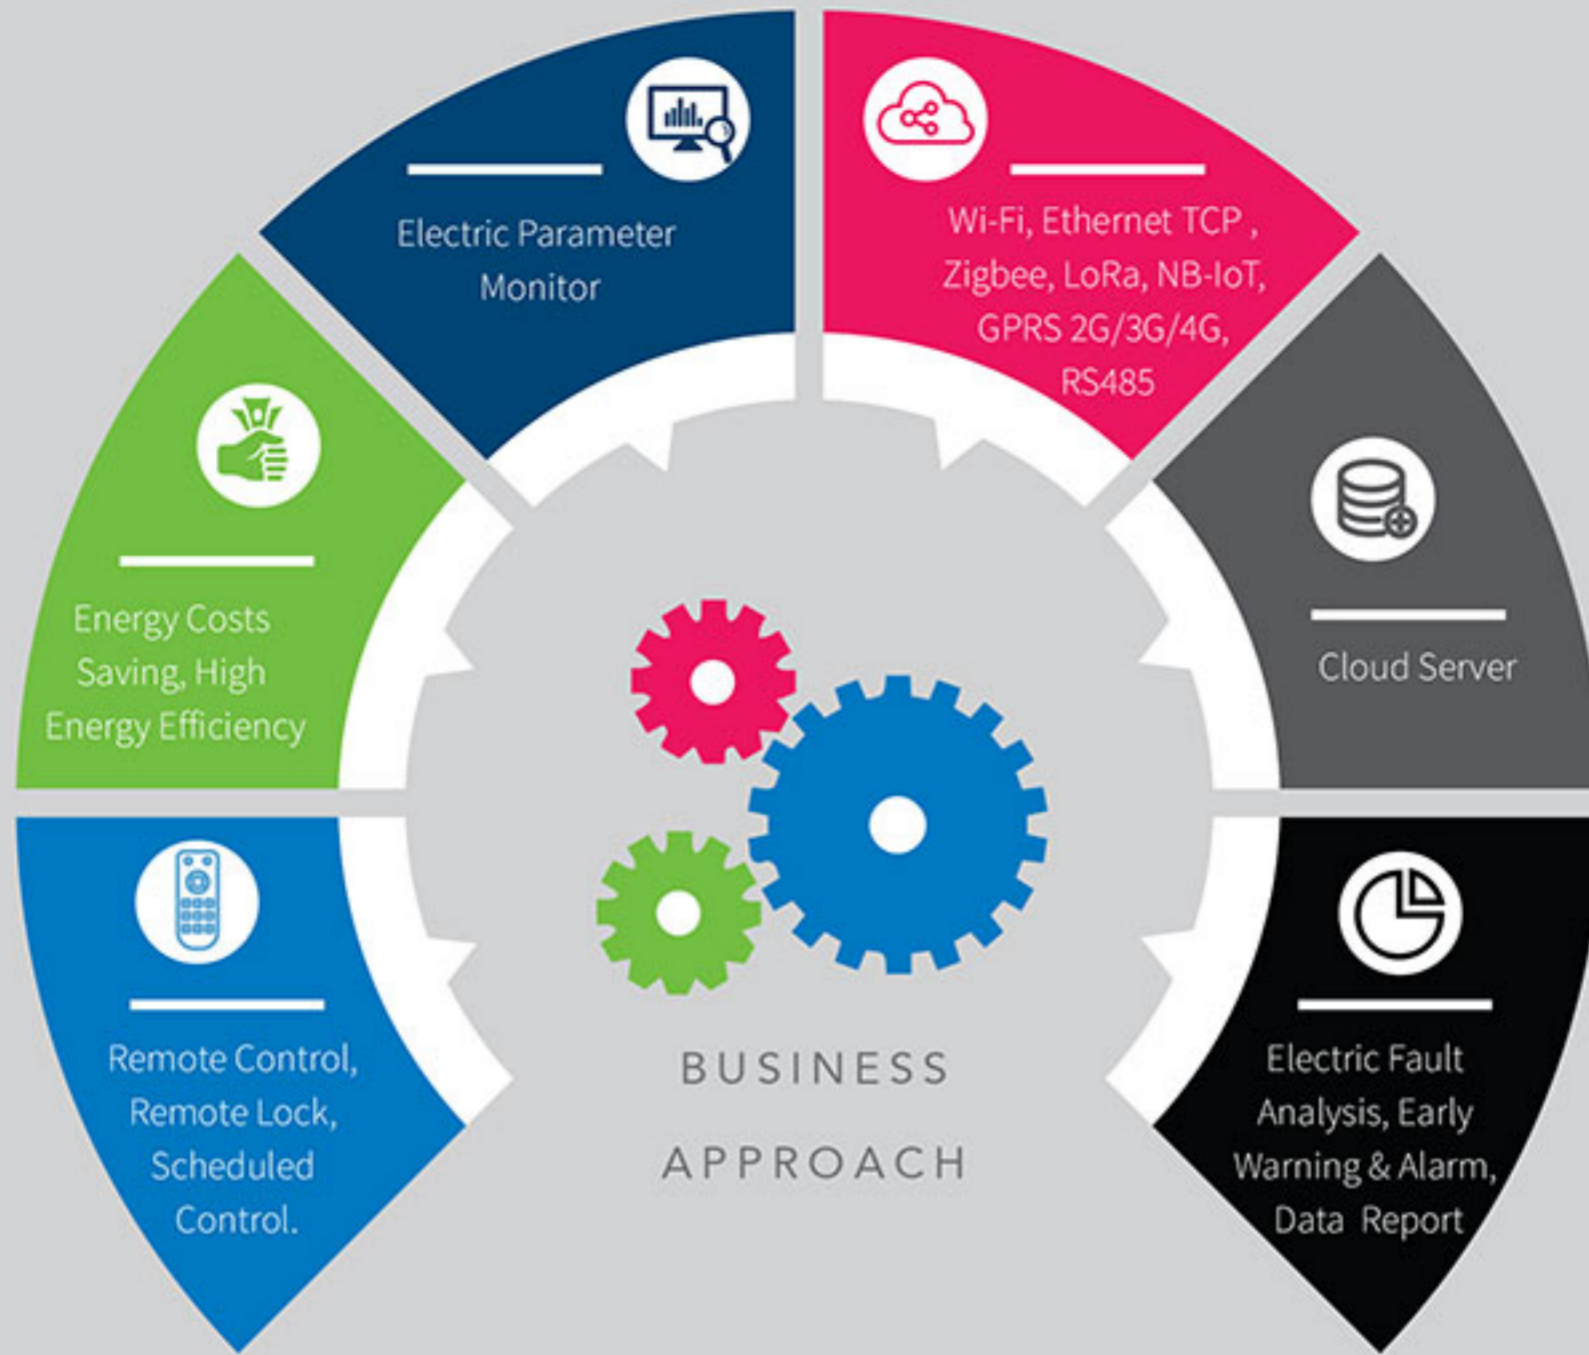 Electric Parameter
Monitor
Wi-Fi, Ethernet TCP ,
Zigbee, LoRa, NB-IoT,
GPRS 2G/3G/4G,
RS485
Energy Costs
Saving, High
Energy Efficiency
Cloud Server
Remote Control,
Remote Lock,
Scheduled
Control.
BUSINESS
APPROACH
Electric Fault
Analysis, Early
Warning & Alarm,
Data Report